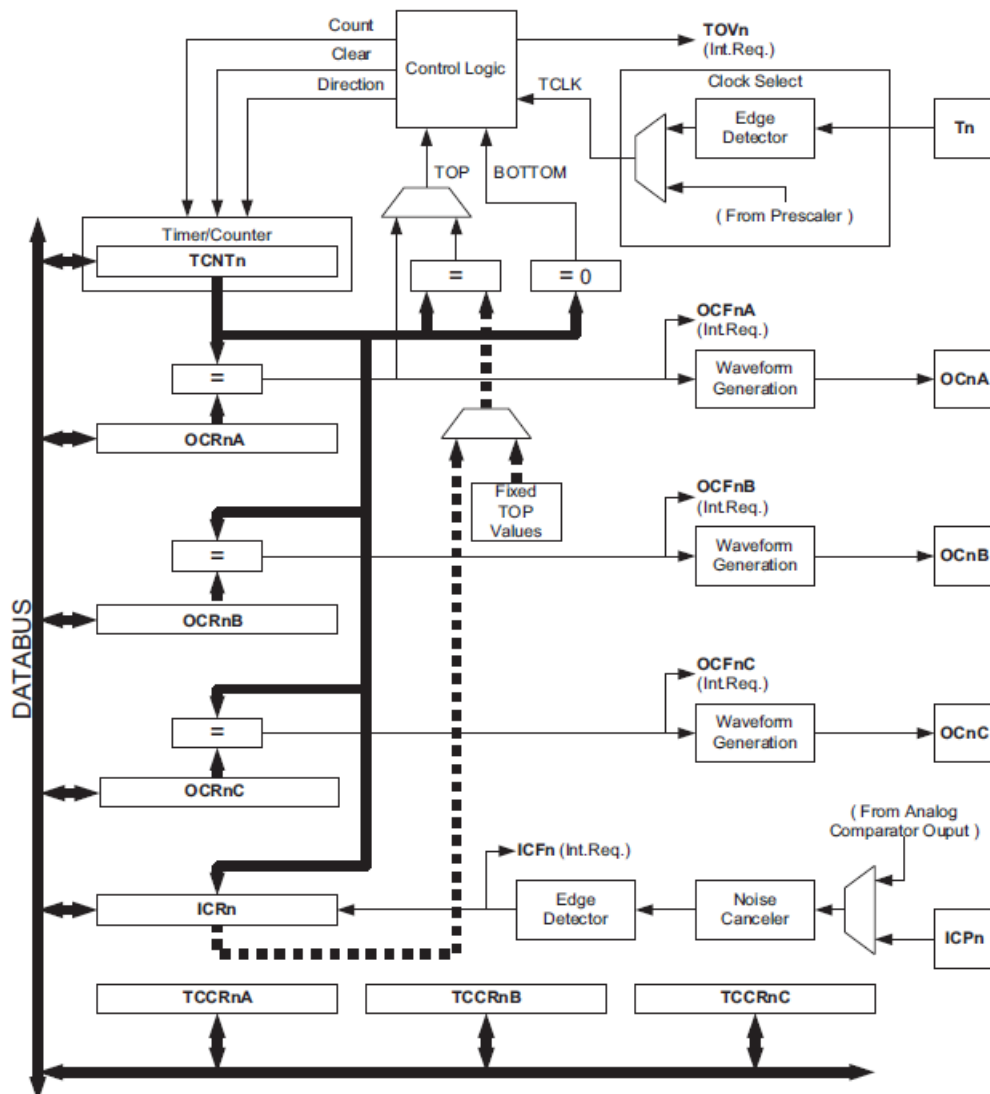 Count
Clear
Direction
Control Logic
TOVn
(Int.Req.)
TCLK
Clock Select
Edge
Detector
Tn
( From Prescaler )
TOP
BOTTOM
Timer/Counter
TCNTn
=
= 0
OCFnA
(Int.Req.)
=
Waveform
Generation
OCnA
OCRnA
Fixed
TOP
Values
OCFnB
(Int.Req.)
=
Waveform
Generation
OCnB
OCRnB
DATABUS
OCFnC
(Int.Req.)
=
Waveform
Generation
OCnC
OCRnC
( From Analog
Comparator Ouput )
ICFn (Int.Req.)
ICRn
Edge
Detector
Noise
Canceler
ICPn
TCCRnA
TCCRnB
TCCRnC